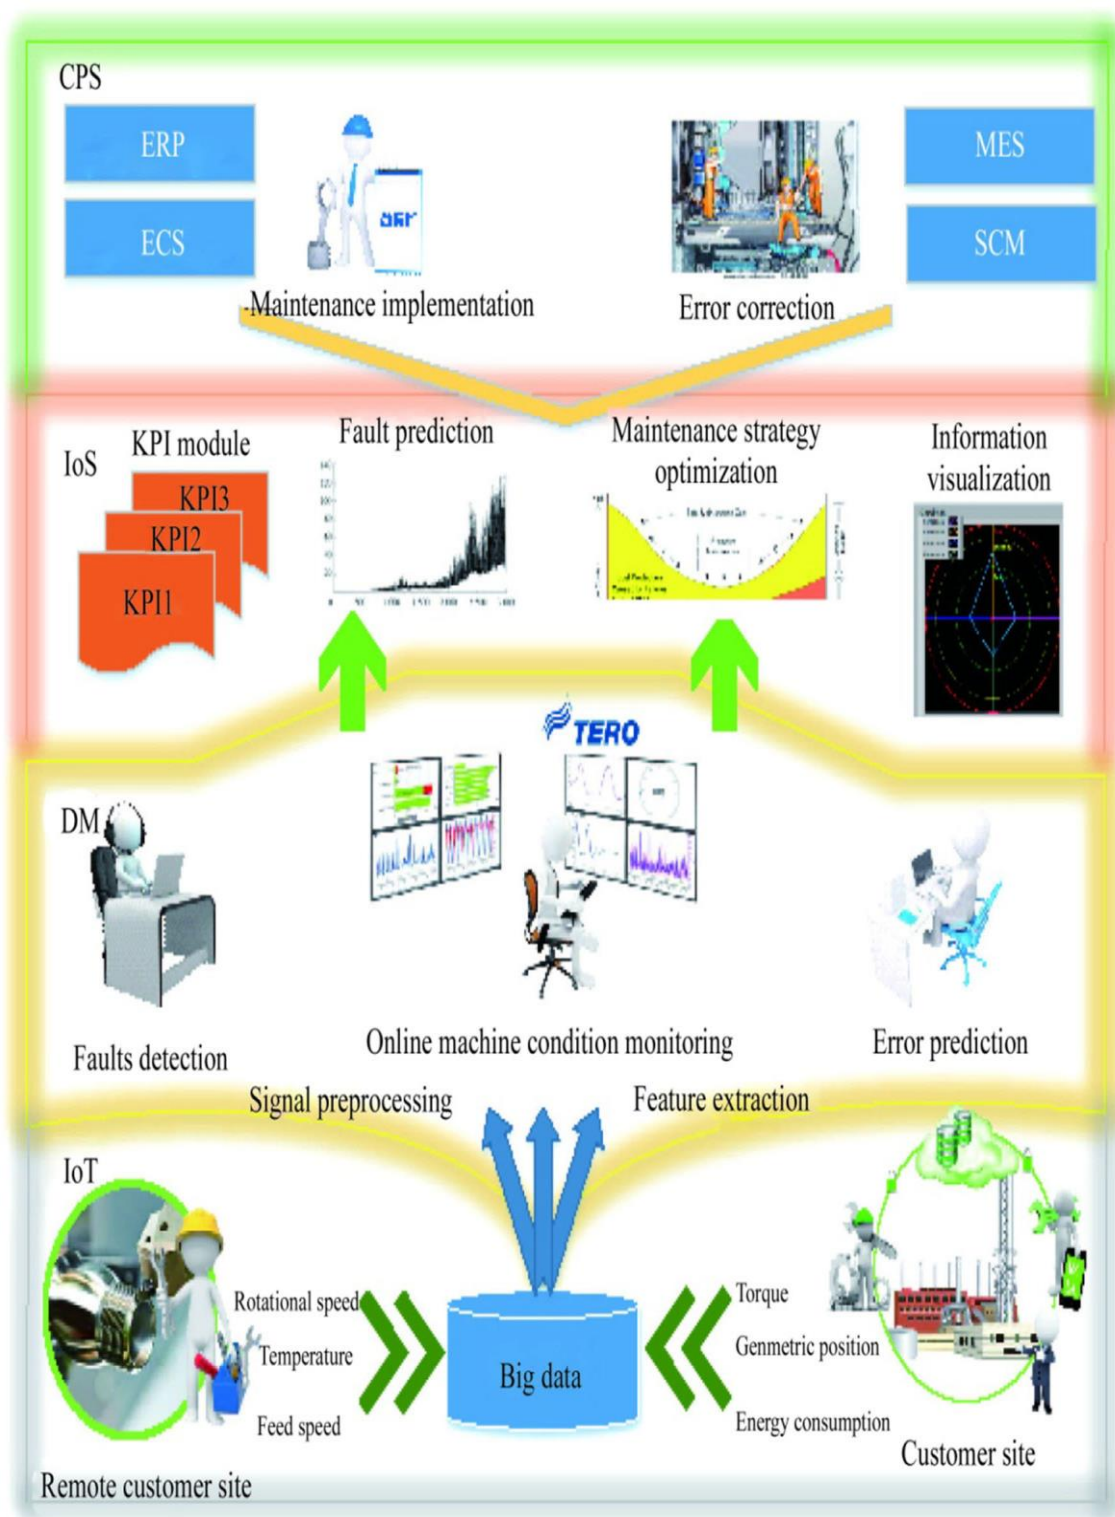 CPS
ERP
ECS
Maintenance implementation
Error correction
MES
SCM
IoS
KPI module
KPI3
KPI2
KPI1
Fault prediction
Maintenance strategy
optimization
Information
visualization
TERO
DM
Faults detection
Online machine condition monitoring
Error prediction
Signal preprocessing
Feature extraction
IoT
Rotational speed
Temperature
Feed speed
Remote customer site
Big data
Torque
Genmetric position
Energy consumption
Customer site